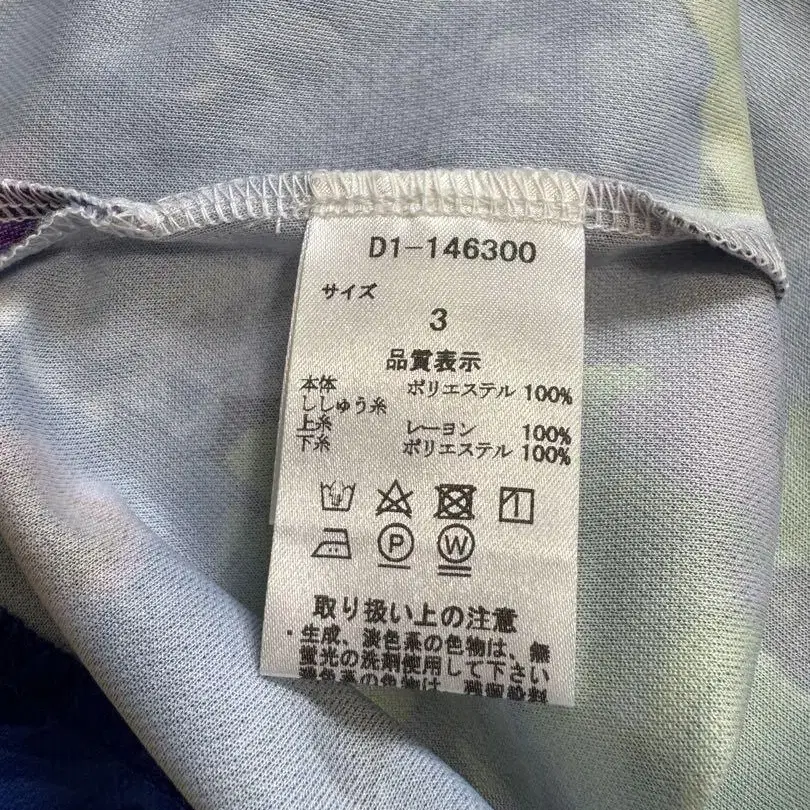 D1-146300
サイズ
3
品質表示
本体 ポリエステル 100%
ししゅう糸
上糸 レーヨン 100%
下糸 ポリエステル 100%
P W
取り扱い上の注意
・生成、淡色系の色物は、無
蛍光の洗剤使用して下さい